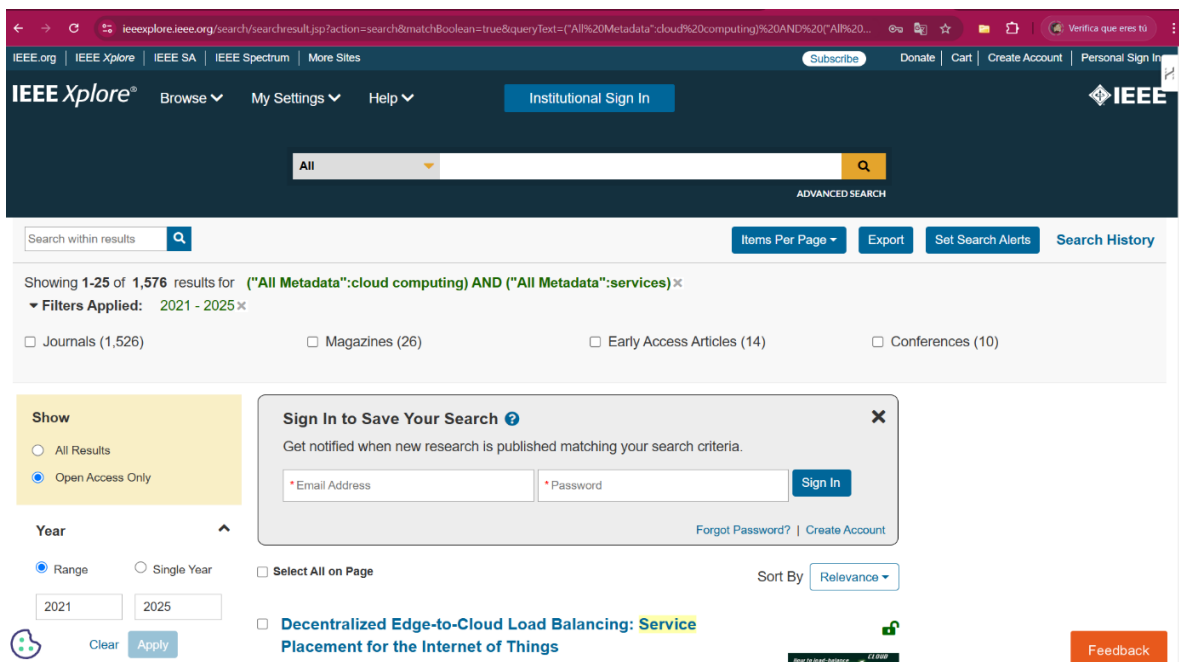 ieeexplore.ieee.org/search/searchresult.jsp?action=search&matchBoolean=true&queryText=("All%20Metadata":cloud%20computing)%20AND%20("All%20... Verifica que eres tú
IEEE.org IEEE Xplore IEEE SA IEEE Spectrum More Sites Subscribe Donate Cart Create Account Personal Sign In
IEEE Xplore® Browse My Settings Help Institutional Sign In IEEE
All
ADVANCED SEARCH
Search within results Items Per Page Export Set Search Alerts Search History
Showing 1-25 of 1,576 results for ("All Metadata":cloud computing) AND ("All Metadata":services) ×
Filters Applied: 2021 - 2025 ×
Journals (1,526) Magazines (26) Early Access Articles (14) Conferences (10)
Show
All Results
Open Access Only
Year
Range Single Year
2021 2025
Clear Apply
Sign In to Save Your Search ?
Get notified when new research is published matching your search criteria.
*Email Address *Password Sign In
Forgot Password? | Create Account
Select All on Page Sort By Relevance
Decentralized Edge-to-Cloud Load Balancing: Service
Placement for the Internet of Things
How to load-balance CLOUD
Feedback